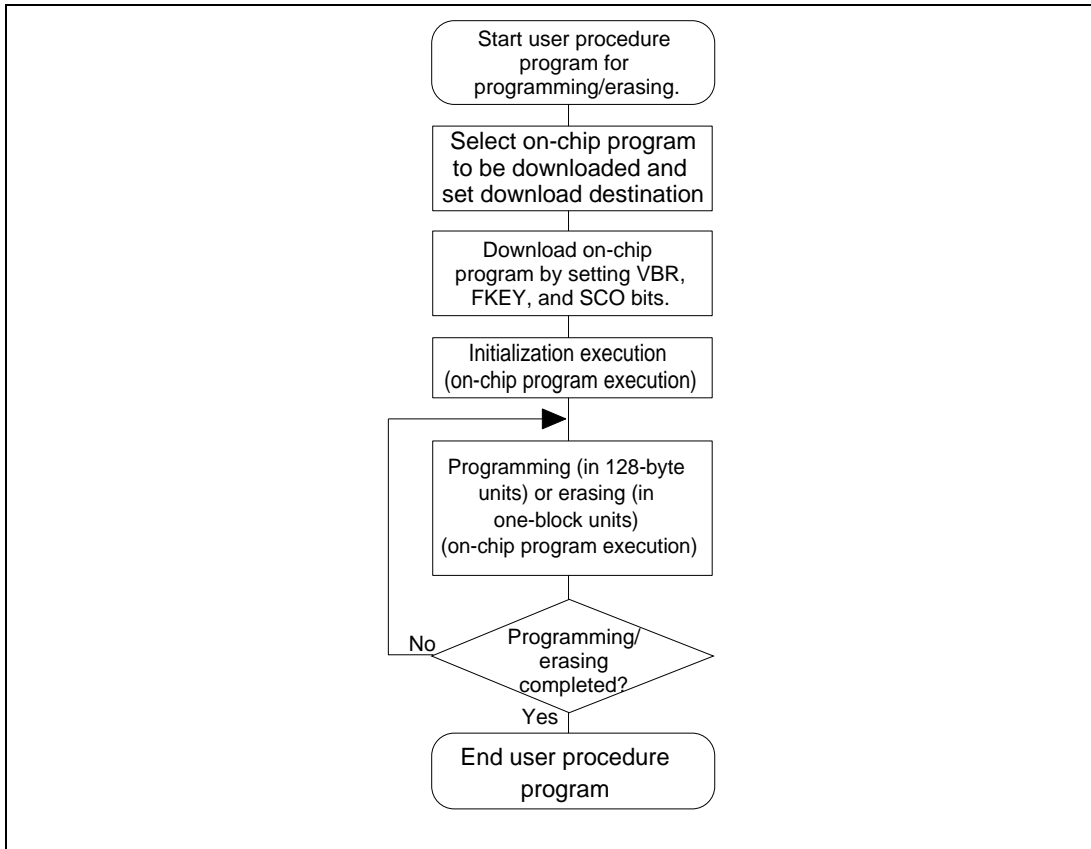 Start user procedure
program for
programming/erasing.
Select on-chip program
to be downloaded and
set download destination
Download on-chip
program by setting VBR,
FKEY, and SCO bits.
Initialization execution
(on-chip program execution)
Programming (in 128-byte
units) or erasing (in
one-block units)
(on-chip program execution)
No
Programming/
erasing
completed?
Yes
End user procedure
program